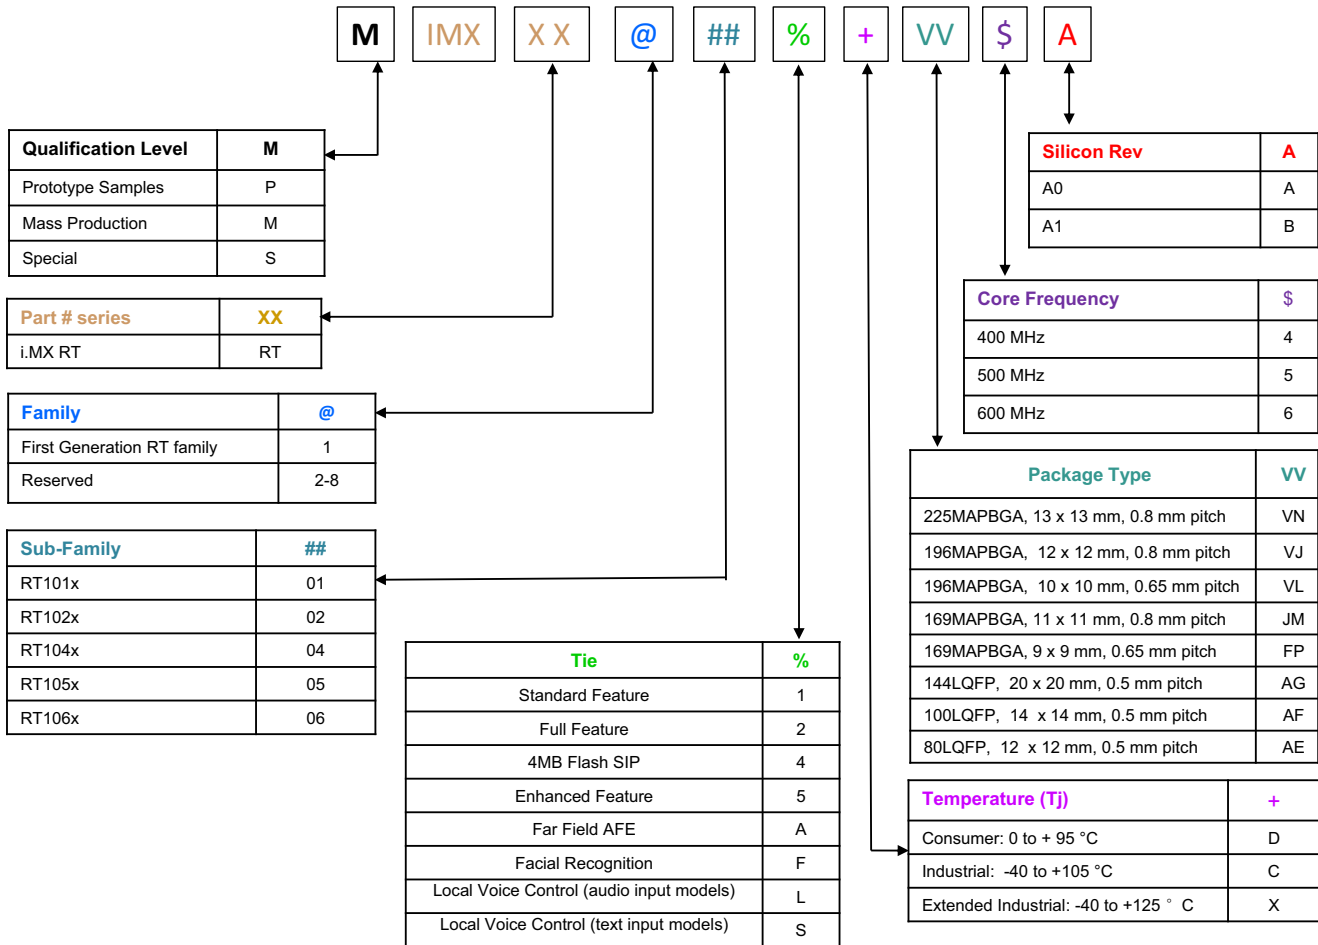 M IMX X X @ ## % + VV $ A
Qualification Level M
Prototype Samples P
Mass Production M
Special S
Part # series XX
i.MX RT RT
Family @
First Generation RT family 1
Reserved 2-8
Sub-Family ##
RT101x 01
RT102x 02
RT104x 04
RT105x 05
RT106x 06
Tie %
Standard Feature 1
Full Feature 2
4MB Flash SIP 4
Enhanced Feature 5
Far Field AFE A
Facial Recognition F
Local Voice Control (audio input models) L
Local Voice Control (text input models) S
Silicon Rev A
A0 A
A1 B
Core Frequency $
400 MHz 4
500 MHz 5
600 MHz 6
Package Type VV
225MAPBGA, 13 x 13 mm, 0.8 mm pitch VN
196MAPBGA, 12 x 12 mm, 0.8 mm pitch VJ
196MAPBGA, 10 x 10 mm, 0.65 mm pitch VL
169MAPBGA, 11 x 11 mm, 0.8 mm pitch JM
169MAPBGA, 9 x 9 mm, 0.65 mm pitch FP
144LQFP, 20 x 20 mm, 0.5 mm pitch AG
100LQFP, 14 x 14 mm, 0.5 mm pitch AF
80LQFP, 12 x 12 mm, 0.5 mm pitch AE
Temperature (Tj) +
Consumer: 0 to + 95 °C D
Industrial: -40 to +105 °C C
Extended Industrial: -40 to +125 ° C X